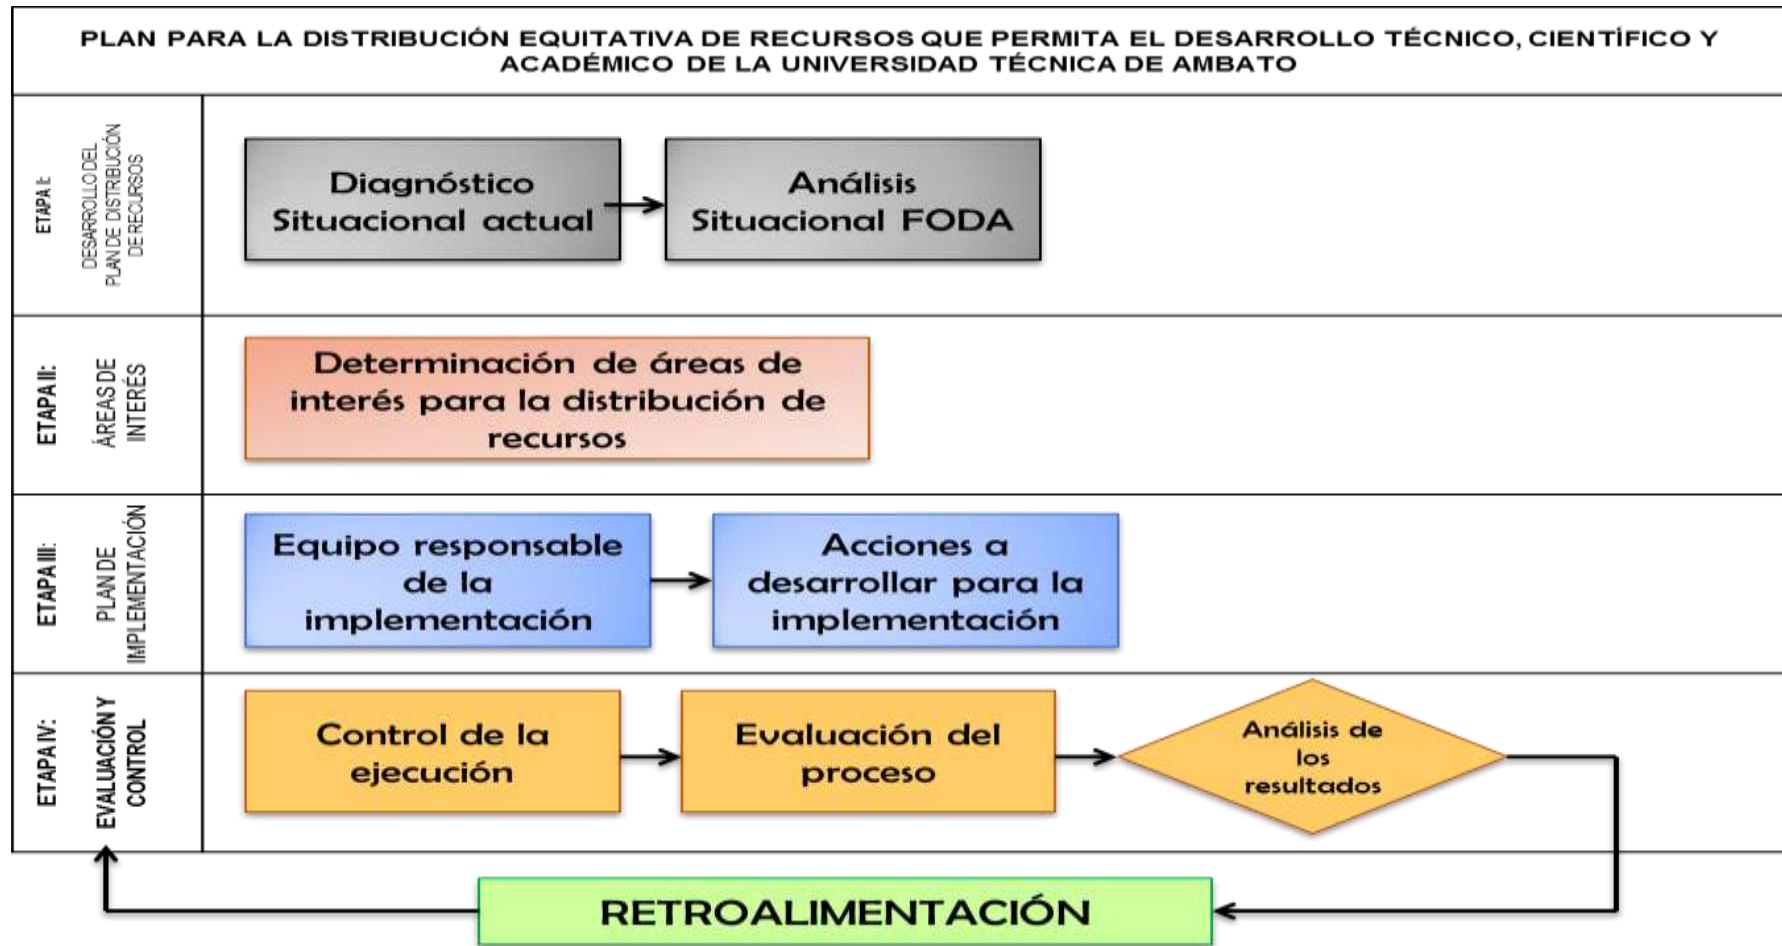 PLAN PARA LA DISTRIBUCIÓN EQUITATIVA DE RECURSOS QUE PERMITA EL DESARROLLO TÉCNICO, CIENTÍFICO Y
ACADÉMICO DE LA UNIVERSIDAD TÉCNICA DE AMBATO
ETAPA I:
DESARROLLO DEL
PLAN DE DISTRIBUCIÓN
DE RECURSOS
Diagnóstico
Situacional actual
Análisis
Situacional FODA
ETAPA II:
ÁREAS DE
INTERÉS
Determinación de áreas de
interés para la distribución de
recursos
ETAPA III:
PLAN DE
IMPLEMENTACIÓN
Equipo responsable
de la
implementación
Acciones a
desarrollar para la
implementación
ETAPA IV:
EVALUACIÓN Y
CONTROL
Control de la
ejecución
Evaluación del
proceso
Análisis de
los
resultados
RETROALIMENTACIÓN